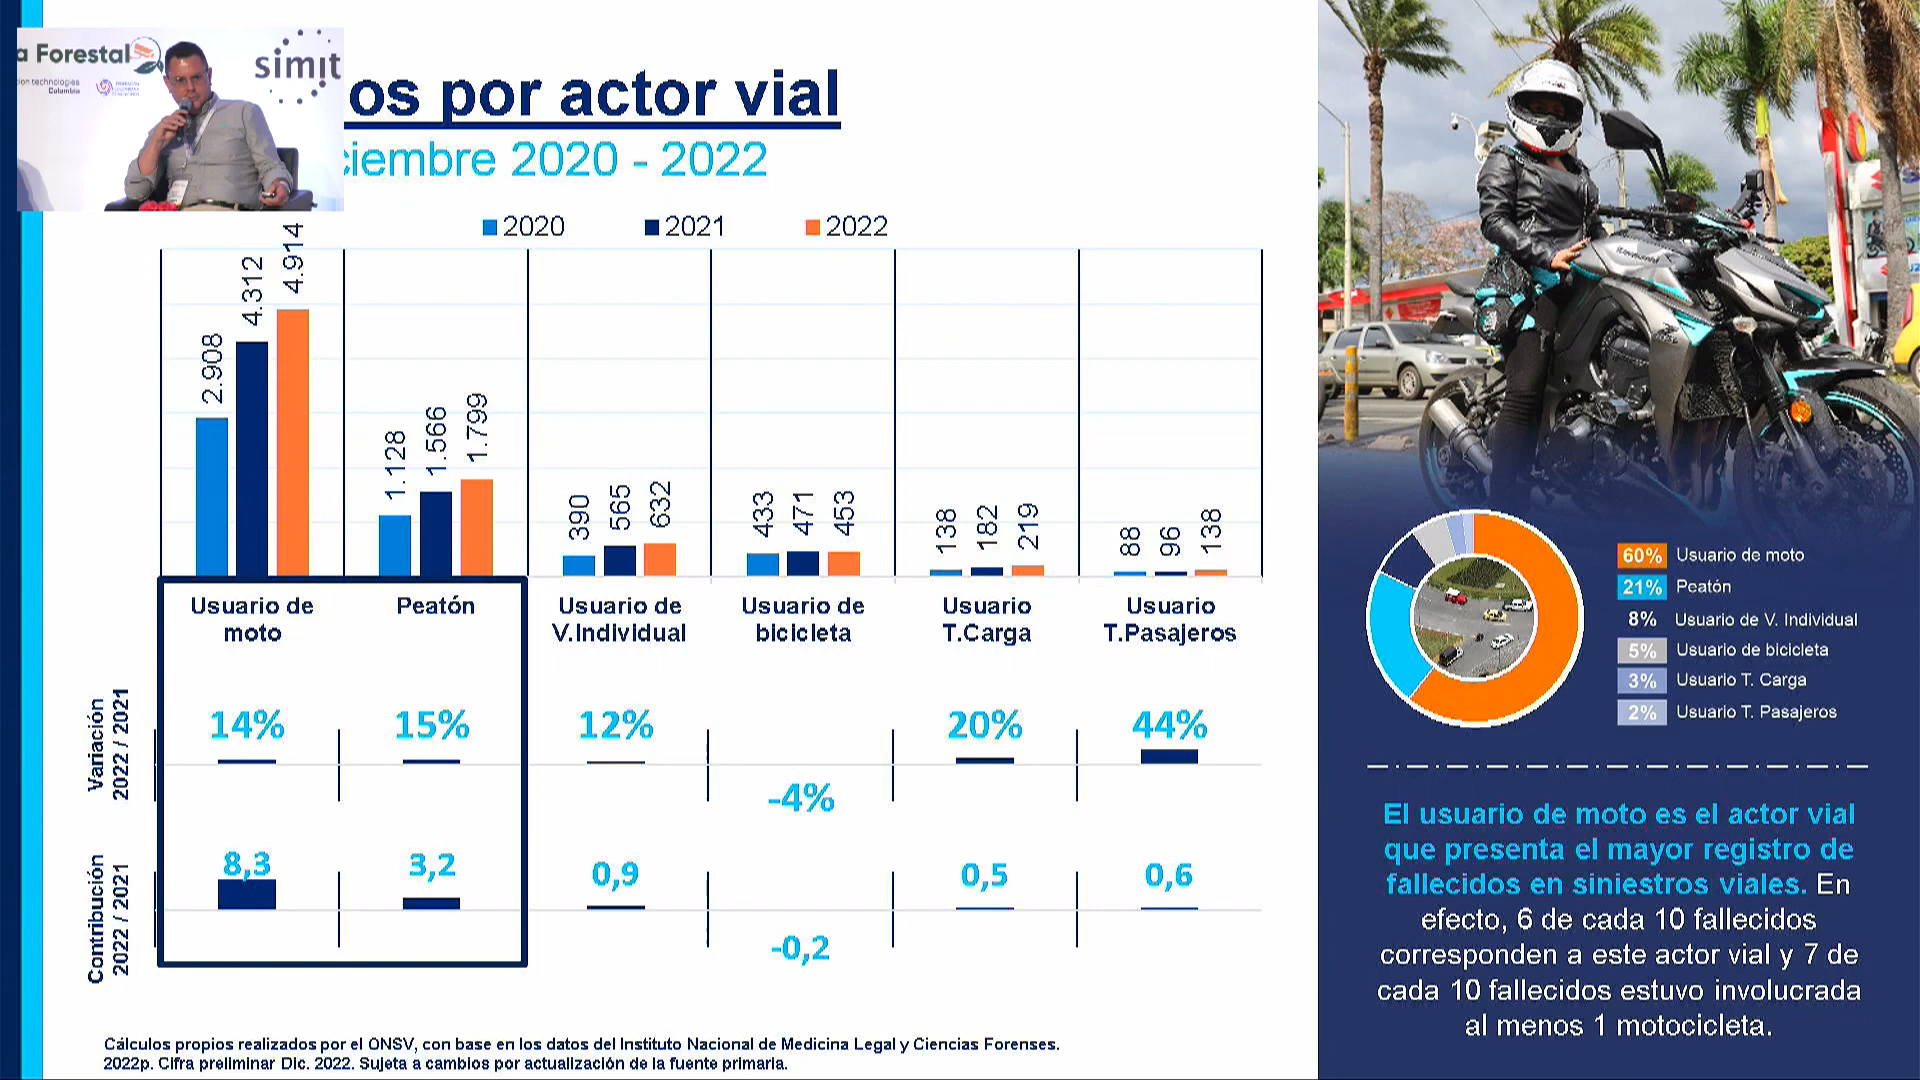 a Forestal
simit
ion technologies
Colombia
os por actor vial
ciembre 2020 - 2022
2020 2021 2022
2.908 4.312 4.914
1.128 1.566 1.799
390 565 632
433 471 453
138 182 219
88 96 138
Usuario de
moto
Peatón
Usuario de
V.Individual
Usuario de
bicicleta
Usuario
T.Carga
Usuario
T.Pasajeros
Variación
2022 / 2021
14% 15% 12% -4% 20% 44%
Contribución
2022 / 2021
8,3 3,2 0,9 -0,2 0,5 0,6
Cálculos propios realizados por el ONSV, con base en los datos del Instituto Nacional de Medicina Legal y Ciencias Forenses.
2022p. Cifra preliminar Dic. 2022. Sujeta a cambios por actualización de la fuente primaria.
60% Usuario de moto
21% Peatón
8% Usuario de V. Individual
5% Usuario de bicicleta
3% Usuario T. Carga
2% Usuario T. Pasajeros
El usuario de moto es el actor vial
que presenta el mayor registro de
fallecidos en siniestros viales. En
efecto, 6 de cada 10 fallecidos
corresponden a este actor vial y 7 de
cada 10 fallecidos estuvo involucrada
al menos 1 motocicleta.